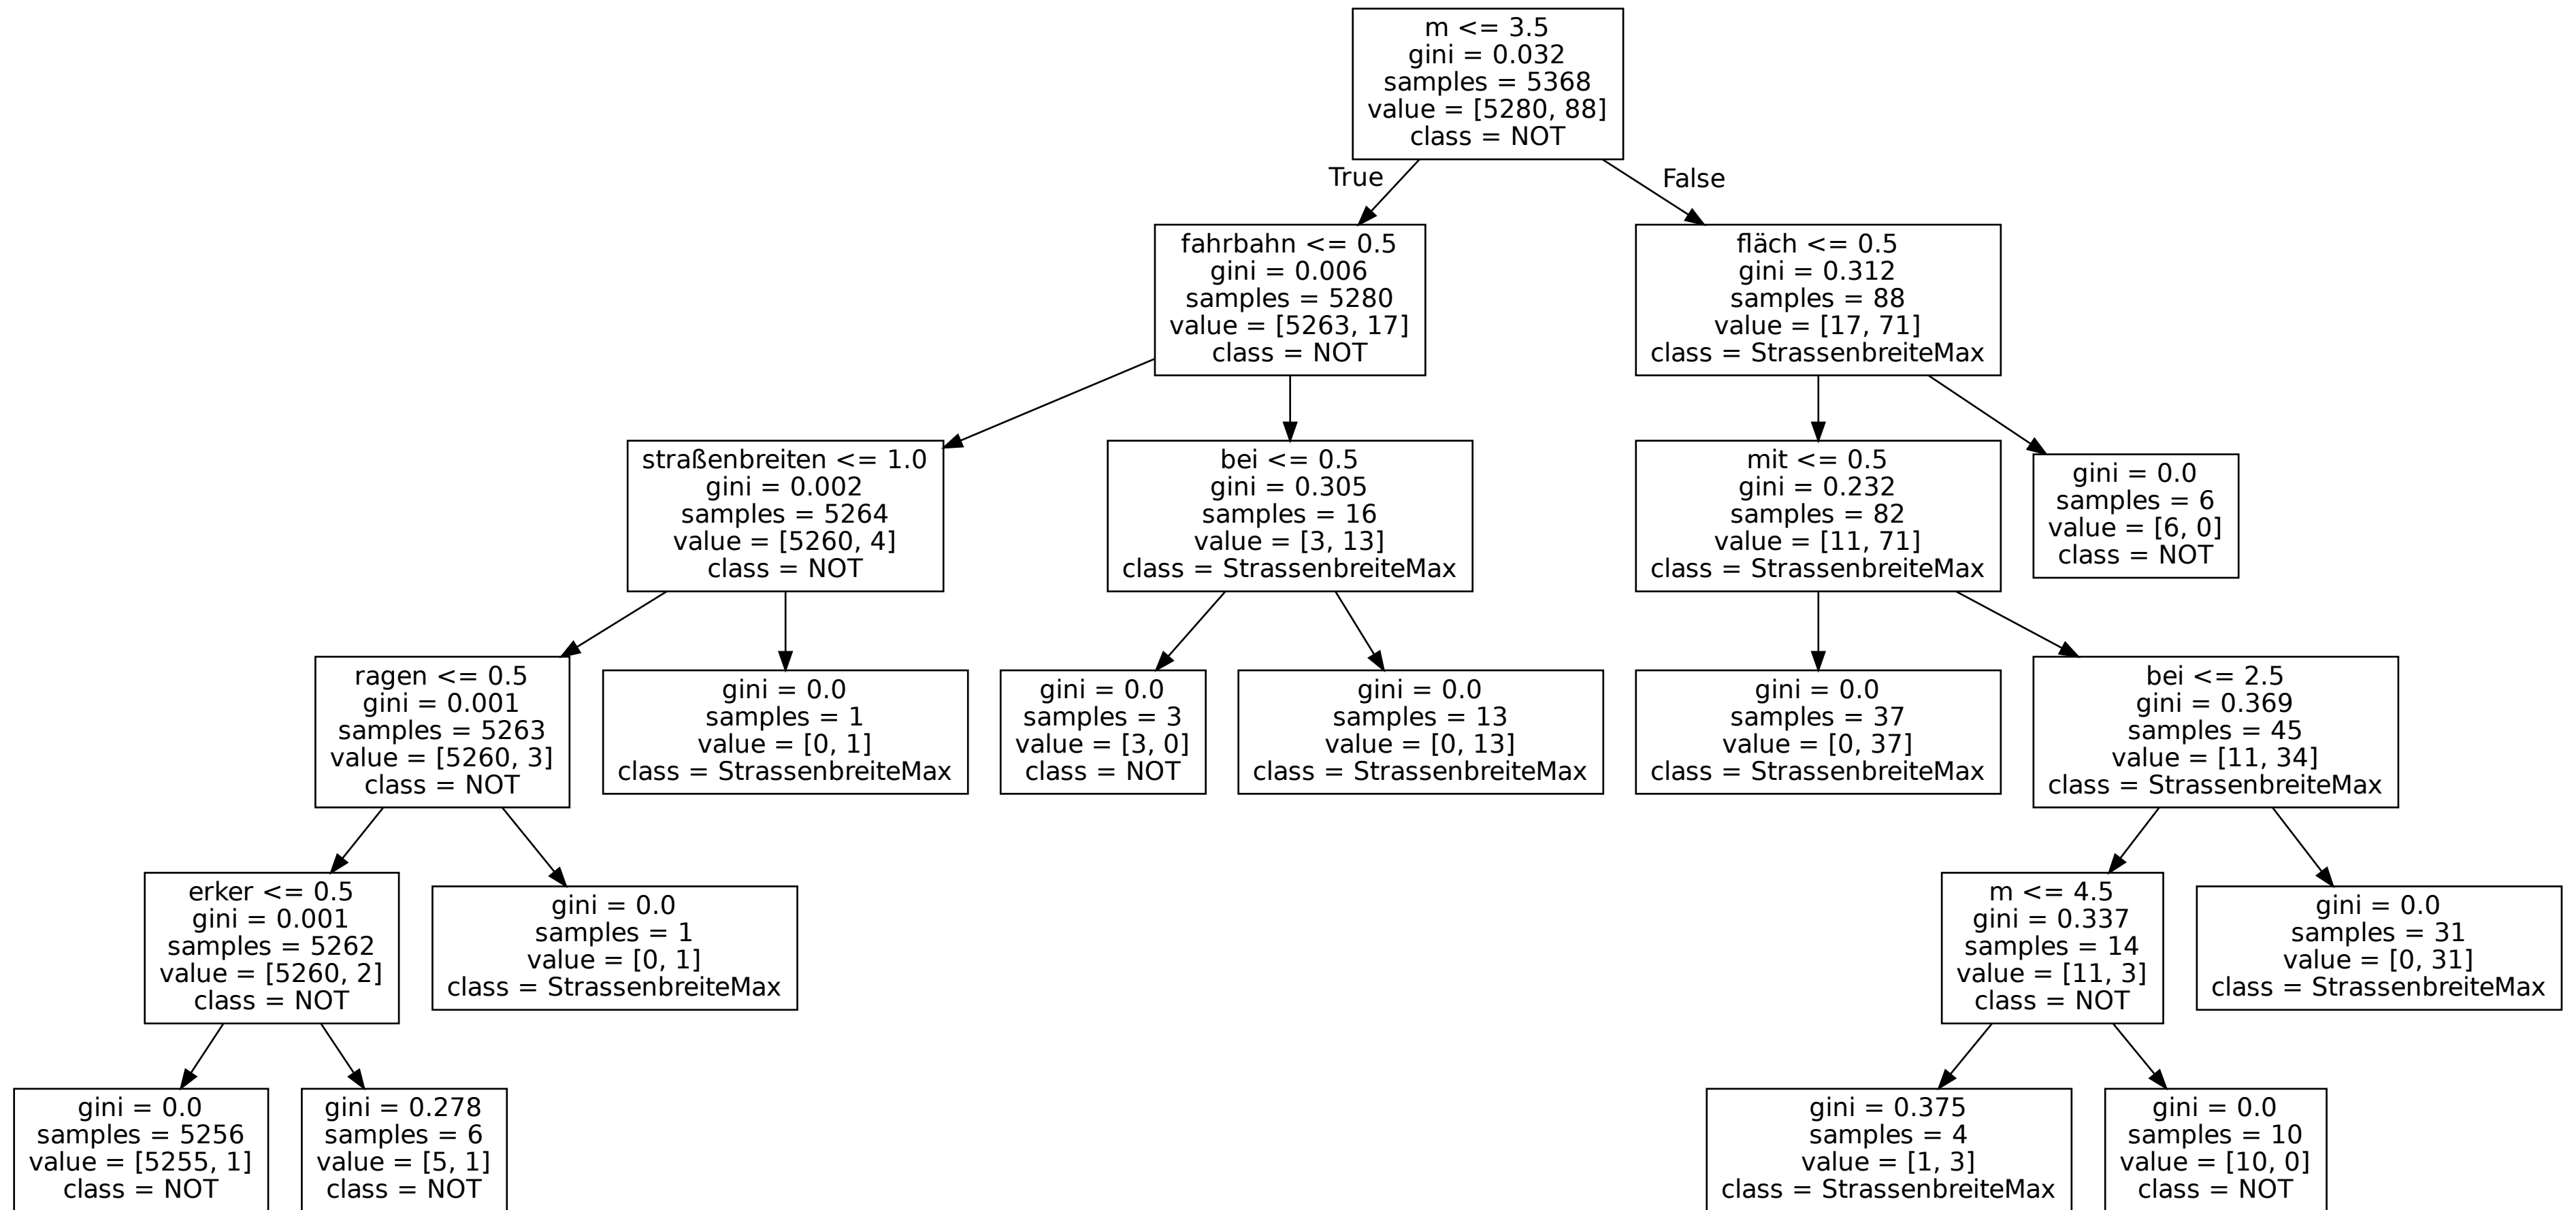 m <= 3.5
gini = 0.032
samples = 5368
value = [5280, 88]
class = NOT
True
False
fahrbahn <= 0.5
gini = 0.006
samples = 5280
value = [5263, 17]
class = NOT
fläch <= 0.5
gini = 0.312
samples = 88
value = [17, 71]
class = StrassenbreiteMax
straßenbreiten <= 1.0
gini = 0.002
samples = 5264
value = [5260, 4]
class = NOT
bei <= 0.5
gini = 0.305
samples = 16
value = [3, 13]
class = StrassenbreiteMax
mit <= 0.5
gini = 0.232
samples = 82
value = [11, 71]
class = StrassenbreiteMax
gini = 0.0
samples = 6
value = [6, 0]
class = NOT
ragen <= 0.5
gini = 0.001
samples = 5263
value = [5260, 3]
class = NOT
gini = 0.0
samples = 1
value = [0, 1]
class = StrassenbreiteMax
gini = 0.0
samples = 3
value = [3, 0]
class = NOT
gini = 0.0
samples = 13
value = [0, 13]
class = StrassenbreiteMax
gini = 0.0
samples = 37
value = [0, 37]
class = StrassenbreiteMax
bei <= 2.5
gini = 0.369
samples = 45
value = [11, 34]
class = StrassenbreiteMax
erker <= 0.5
gini = 0.001
samples = 5262
value = [5260, 2]
class = NOT
gini = 0.0
samples = 1
value = [0, 1]
class = StrassenbreiteMax
m <= 4.5
gini = 0.337
samples = 14
value = [11, 3]
class = NOT
gini = 0.0
samples = 31
value = [0, 31]
class = StrassenbreiteMax
gini = 0.0
samples = 5256
value = [5255, 1]
class = NOT
gini = 0.278
samples = 6
value = [5, 1]
class = NOT
gini = 0.375
samples = 4
value = [1, 3]
class = StrassenbreiteMax
gini = 0.0
samples = 10
value = [10, 0]
class = NOT